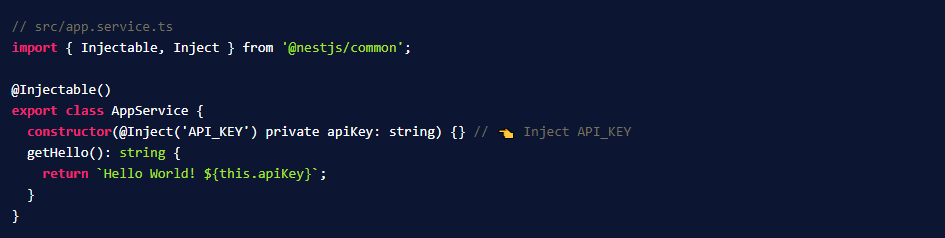 // src/app.service.ts
import { Injectable, Inject } from '@nestjs/common';

@Injectable()
export class AppService {
  constructor(@Inject('API_KEY') private apiKey: string) {} // 👈 Inject API_KEY
  getHello(): string {
    return `Hello World! ${this.apiKey}`;
  }
}